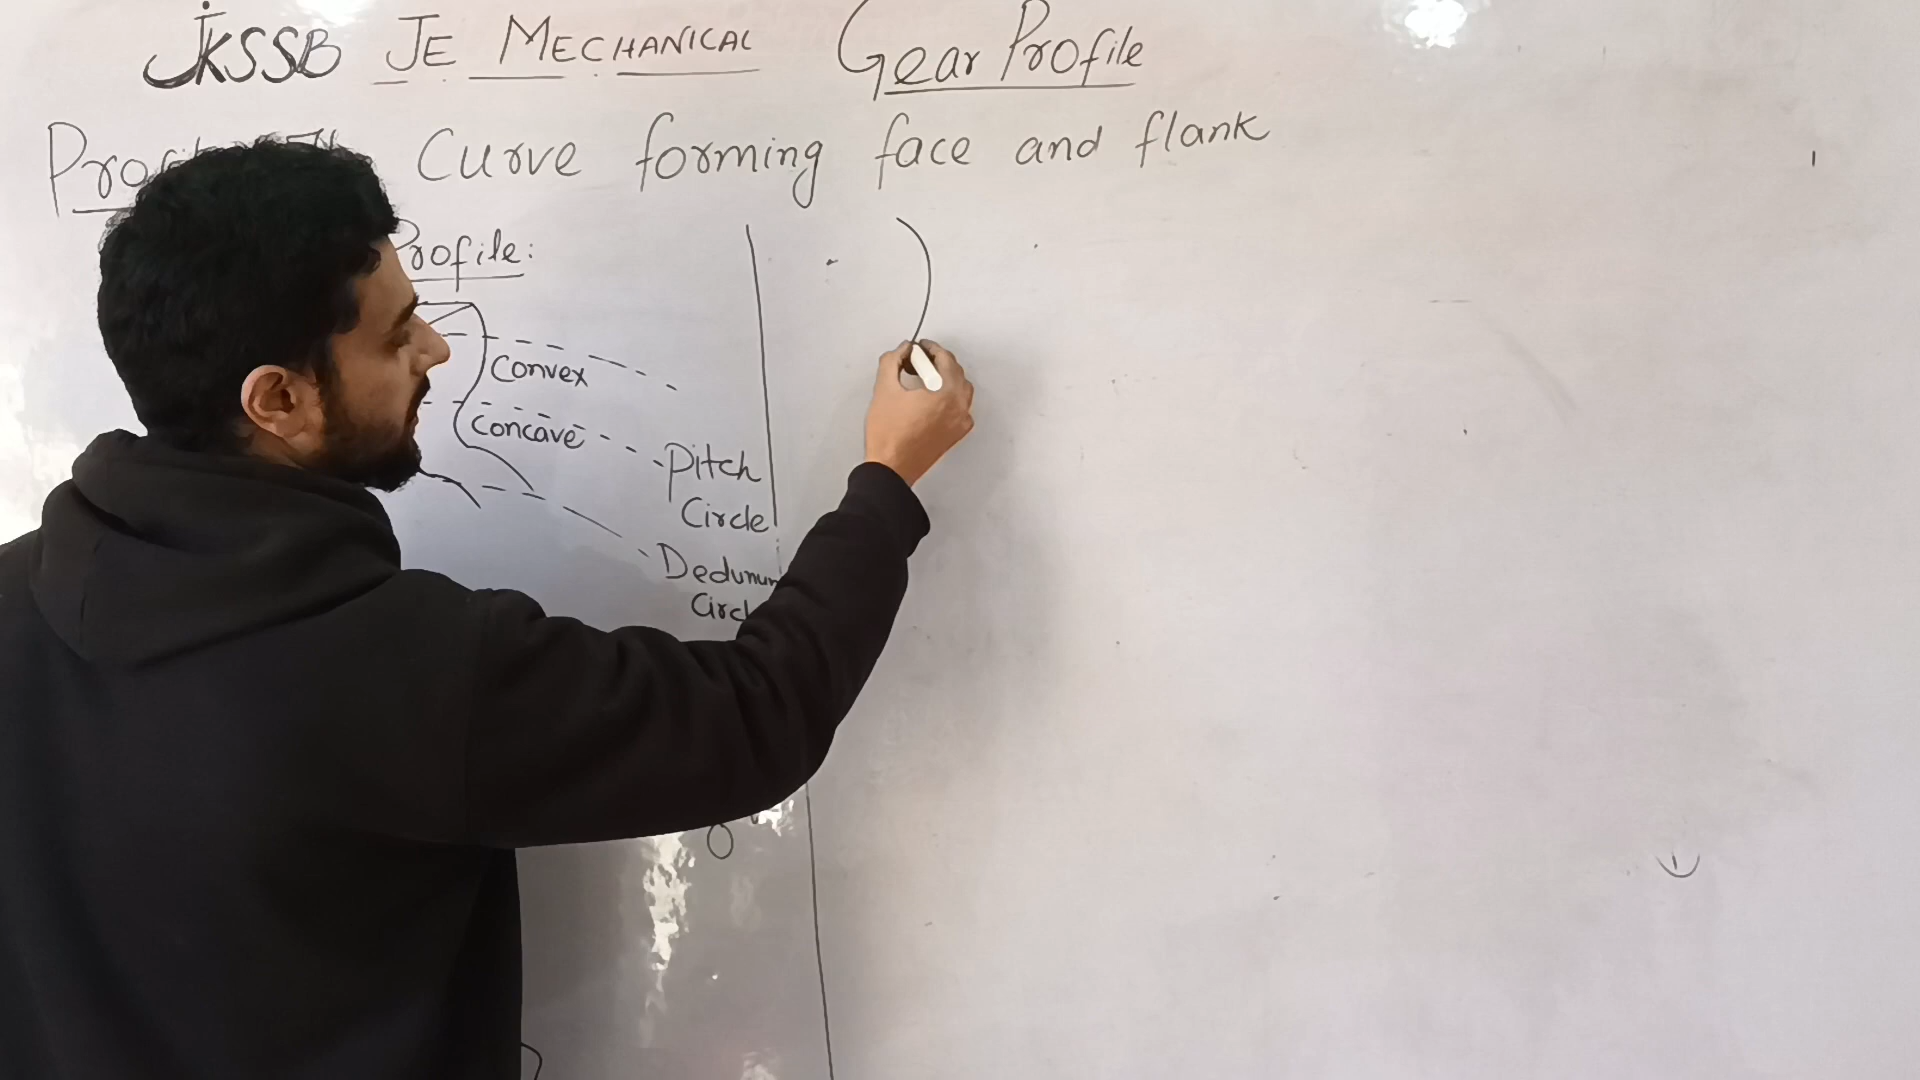 JKSSB JE MECHANICAL Gear Profile
Curve forming face and flank
Profile:
Convex
Concave
Pitch
Circle